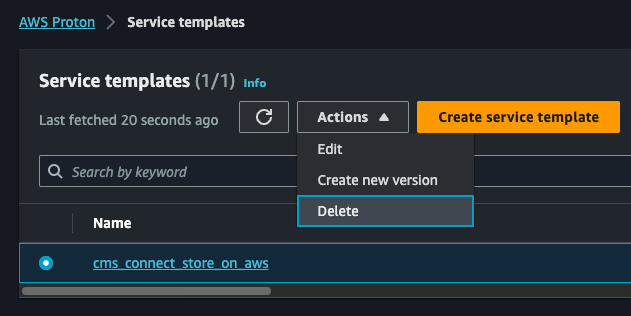 AWS Proton > Service templates
Service templates (1/1) Info
Last fetched 20 seconds ago Actions Create service template
Edit
Search by keyword
Create new version
Delete
Name
cms_connect_store_on_aws